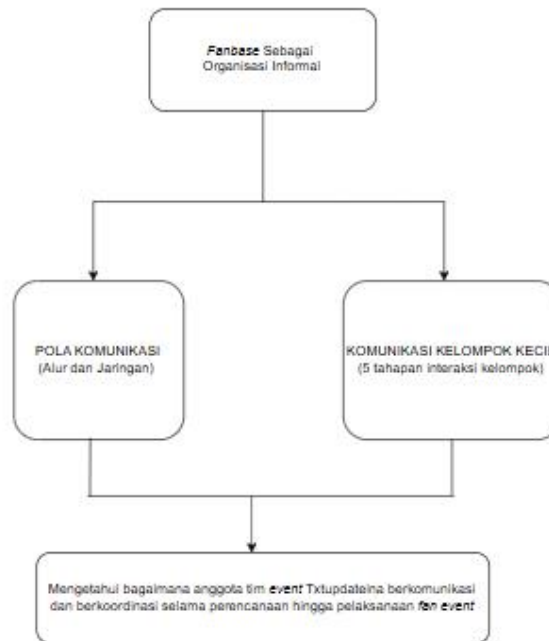 Fanbase Sebagai
Organisasi Informal
POLA KOMUNIKASI
(Alur dan Jaringan)
KOMUNIKASI KELOMPOK KECIL
(5 tahapan interaksi kelompok)
Mengetahui bagaimana anggota tim event Txtupdateina berkomunikasi
dan berkoordinasi selama perencanaan hingga pelaksanaan fan event